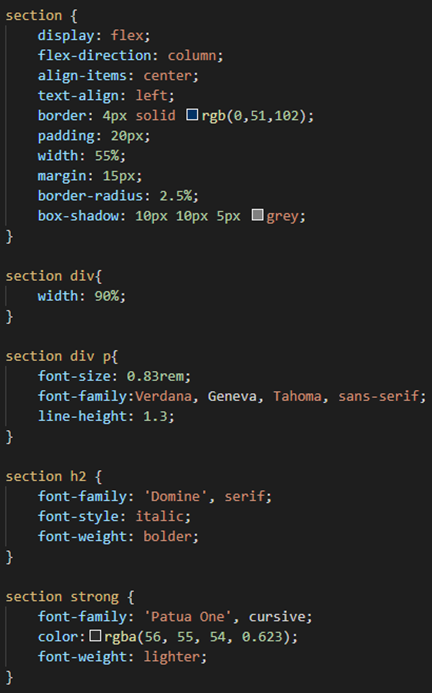 section {
    display: flex;
    flex-direction: column;
    align-items: center;
    text-align: left;
    border: 4px solid rgb(0,51,102);
    padding: 20px;
    width: 55%;
    margin: 15px;
    border-radius: 2.5%;
    box-shadow: 10px 10px 5px grey;
}

section div{
    width: 90%;
}

section div p{
    font-size: 0.83rem;
    font-family:Verdana, Geneva, Tahoma, sans-serif;
    line-height: 1.3;
}

section h2 {
    font-family: 'Domine', serif;
    font-style: italic;
    font-weight: bolder;
}

section strong {
    font-family: 'Patua One', cursive;
    color: rgba(56, 55, 54, 0.623);
    font-weight: lighter;
}